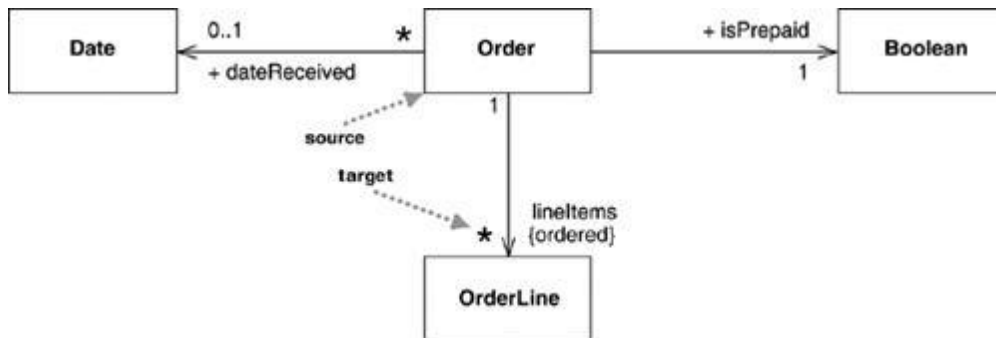 0..1
*
Date
Order
+ isPrepaid
Boolean
+ dateReceived
1
1
source
target
lineItems
*
{ordered}
OrderLine